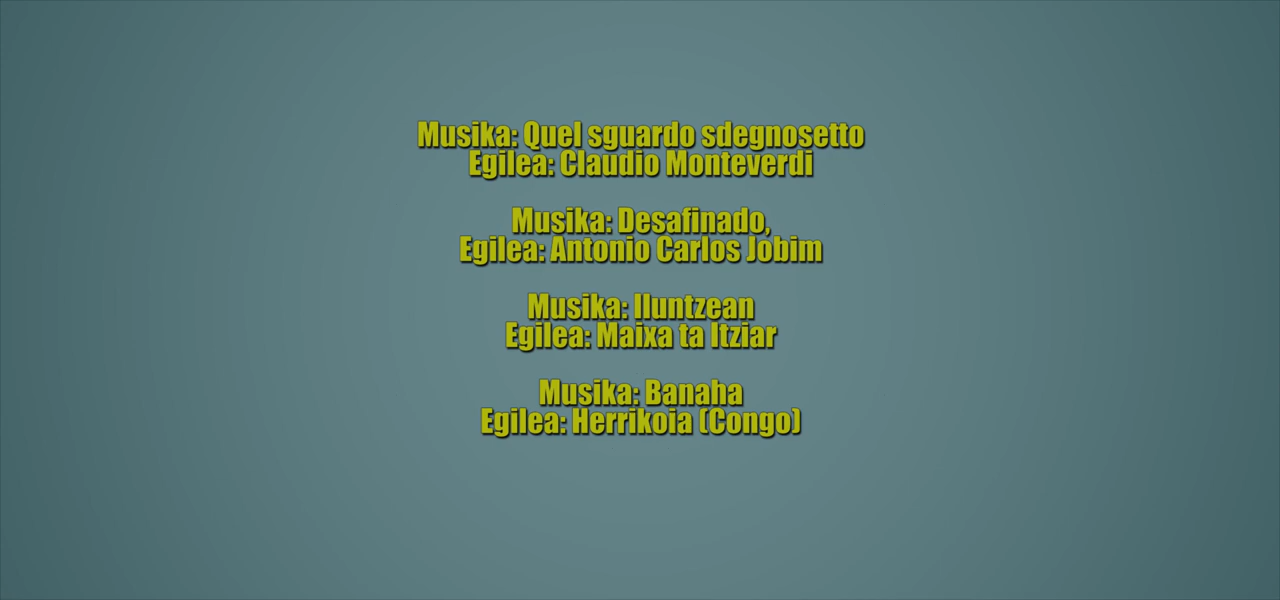 Musika: Quel sguardo sdegnosetto
Egilea: Claudio Monteverdi
Musika: Desafinado,
Egilea: Antonio Carlos Jobim
Musika: Iluntzean
Egilea: Maixa ta Itziar
Musika: Banaha
Egilea: Herrikoia (Congo)